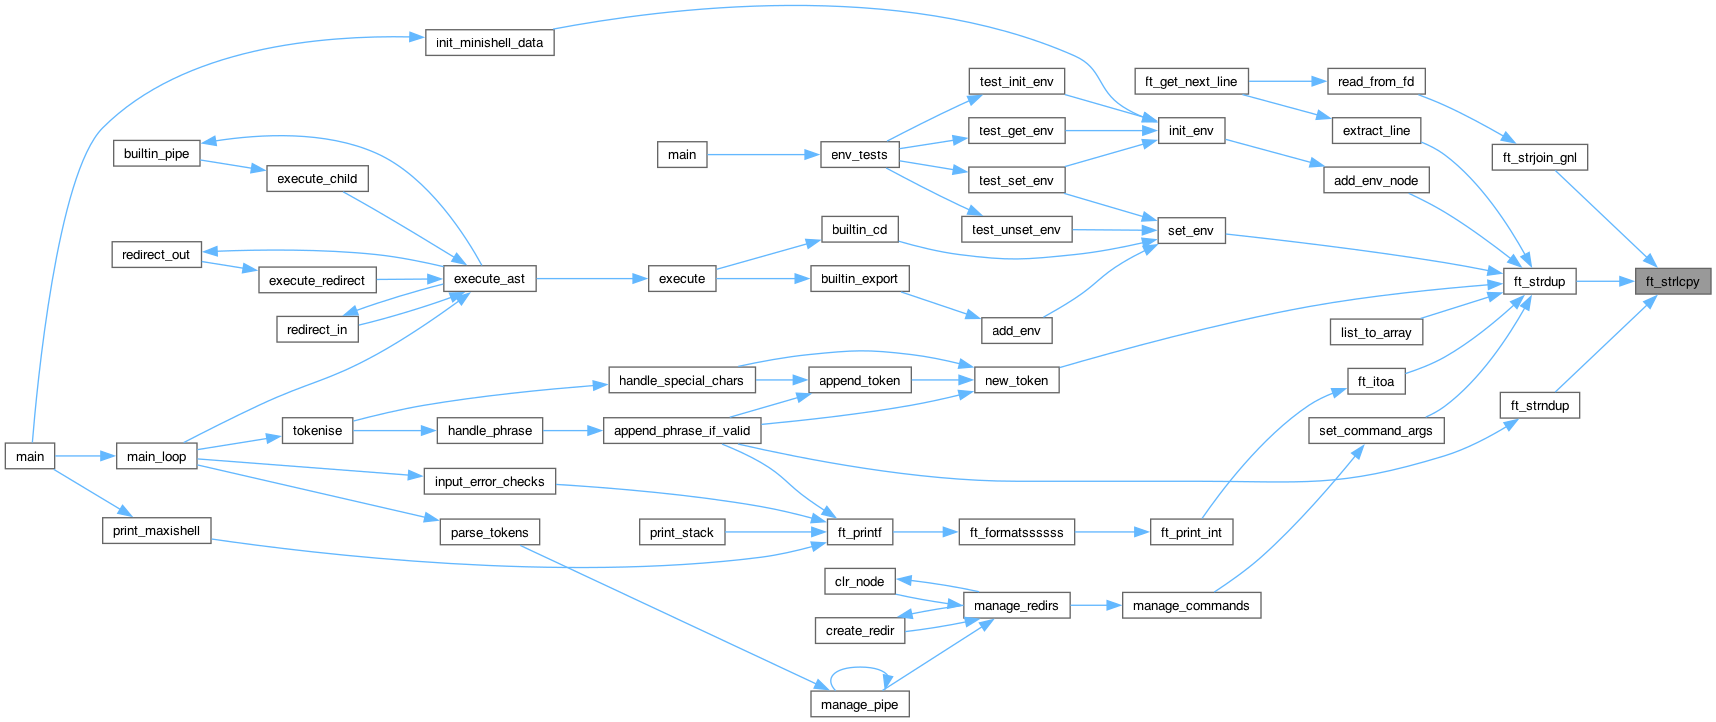 init_minishell_data
test_init_env
ft_get_next_line
read_from_fd
builtin_pipe
main
env_tests
test_get_env
init_env
extract_line
ft_strjoin_gnl
execute_child
test_set_env
add_env_node
redirect_out
builtin_cd
test_unset_env
set_env
execute_redirect
execute_ast
execute
builtin_export
ft_strdup
ft_strlcpy
redirect_in
add_env
list_to_array
handle_special_chars
append_token
new_token
ft_itoa
ft_strndup
main
main_loop
tokenise
handle_phrase
append_phrase_if_valid
set_command_args
input_error_checks
print_maxishell
parse_tokens
print_stack
ft_printf
ft_formatssssss
ft_print_int
clr_node
manage_redirs
manage_commands
create_redir
manage_pipe